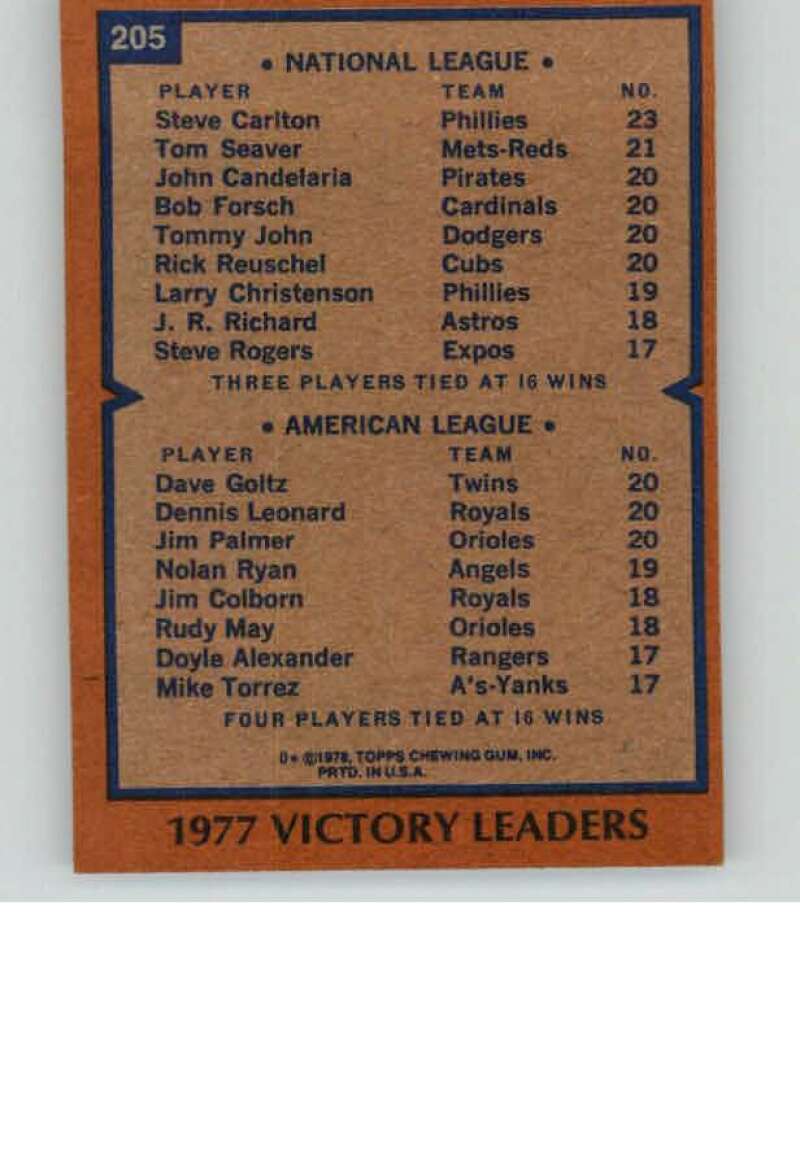 205
• NATIONAL LEAGUE •
PLAYER TEAM NO.
Steve Carlton Phillies 23
Tom Seaver Mets-Reds 21
John Candelaria Pirates 20
Bob Forsch Cardinals 20
Tommy John Dodgers 20
Rick Reuschel Cubs 20
Larry Christenson Phillies 19
J. R. Richard Astros 18
Steve Rogers Expos 17
THREE PLAYERS TIED AT 16 WINS
• AMERICAN LEAGUE •
PLAYER TEAM NO.
Dave Goltz Twins 20
Dennis Leonard Royals 20
Jim Palmer Orioles 20
Nolan Ryan Angels 19
Jim Colborn Royals 18
Rudy May Orioles 18
Doyle Alexander Rangers 17
Mike Torrez A's-Yanks 17
FOUR PLAYERS TIED AT 16 WINS
D* ©1978, TOPPS CHEWING GUM, INC.
PRTD. IN U.S.A.
1977 VICTORY LEADERS